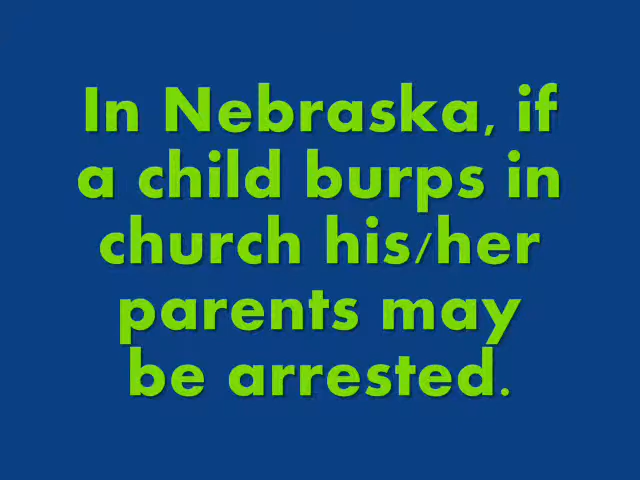 In Nebraska, if
a child burps in
church his/her
parents may
be arrested.